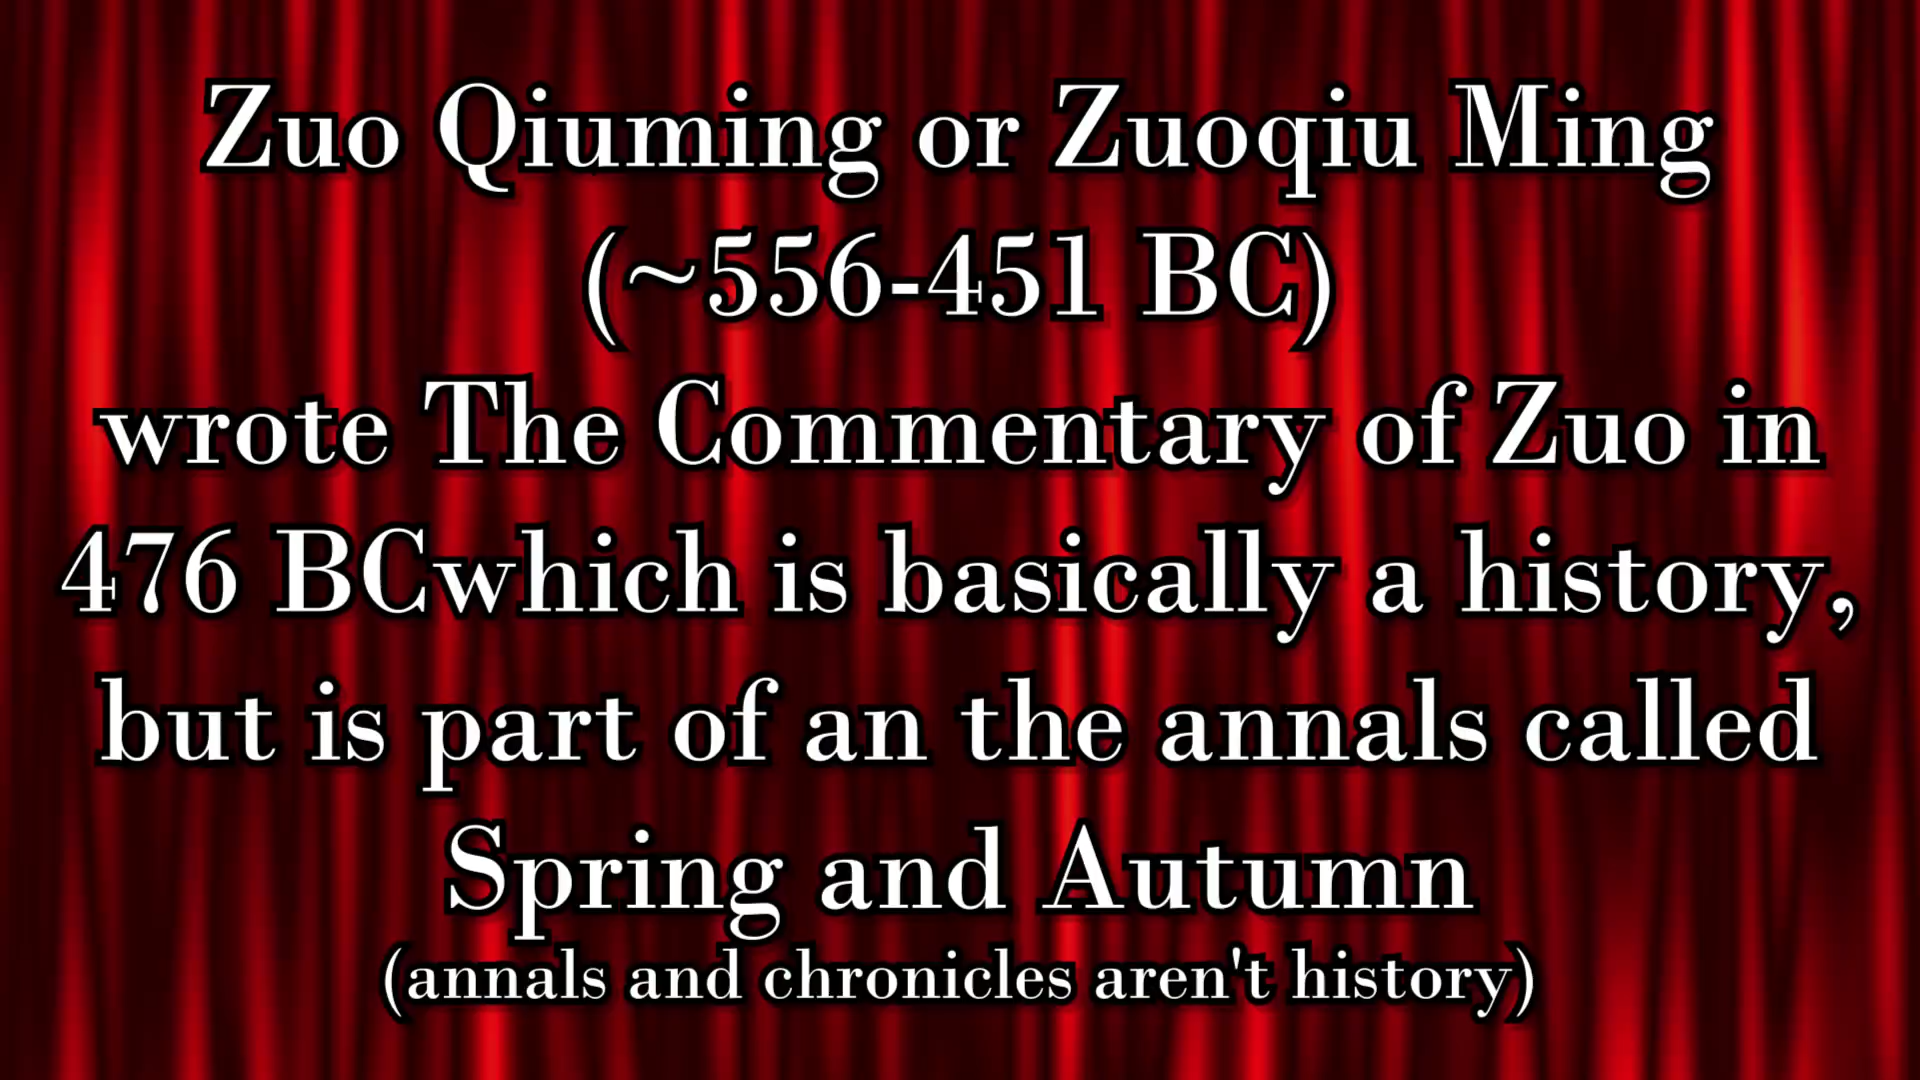 Zuo Qiuming or Zuoqiu Ming
(~556-451 BC)
wrote The Commentary of Zuo in
476 BCwhich is basically a history,
but is part of an the annals called
Spring and Autumn
(annals and chronicles aren't history)